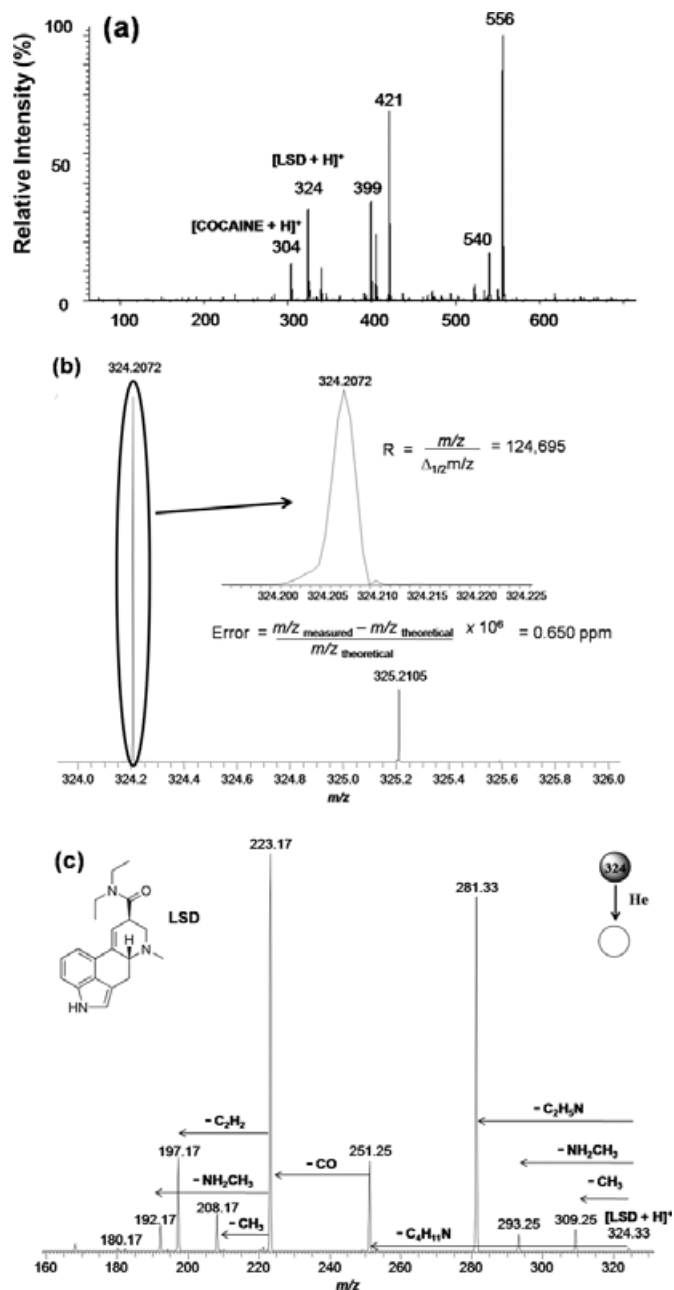 (a)
Relative Intensity (%)
100
50
0
556
421
[LSD + H]⁺
324
399
[COCAINE + H]⁺
304
540
100 200 300 400 500 600
(b)
324.2072
324.2072
R = m/z / Δ1/2m/z = 124,695
324.200 324.205 324.210 324.215 324.220 324.225
Error = m/z measured – m/z theoretical / m/z theoretical x 10⁶ = 0.650 ppm
325.2105
324.0 324.2 324.4 324.6 324.8 325.0 325.2 325.4 325.6 325.8 326.0
m/z
(c)
223.17
281.33
324
He
N
O
LSD
H
N
HN
– C₂H₂
– C₂H₅N
197.17
– CO
251.25
– NH₂CH₃
– NH₂CH₃
– CH₃
192.17
208.17
– CH₃
[LSD + H]⁺
180.17
– C₄H₁₁N
293.25
309.25
324.33
160 180 200 220 240 260 280 300 320
m/z